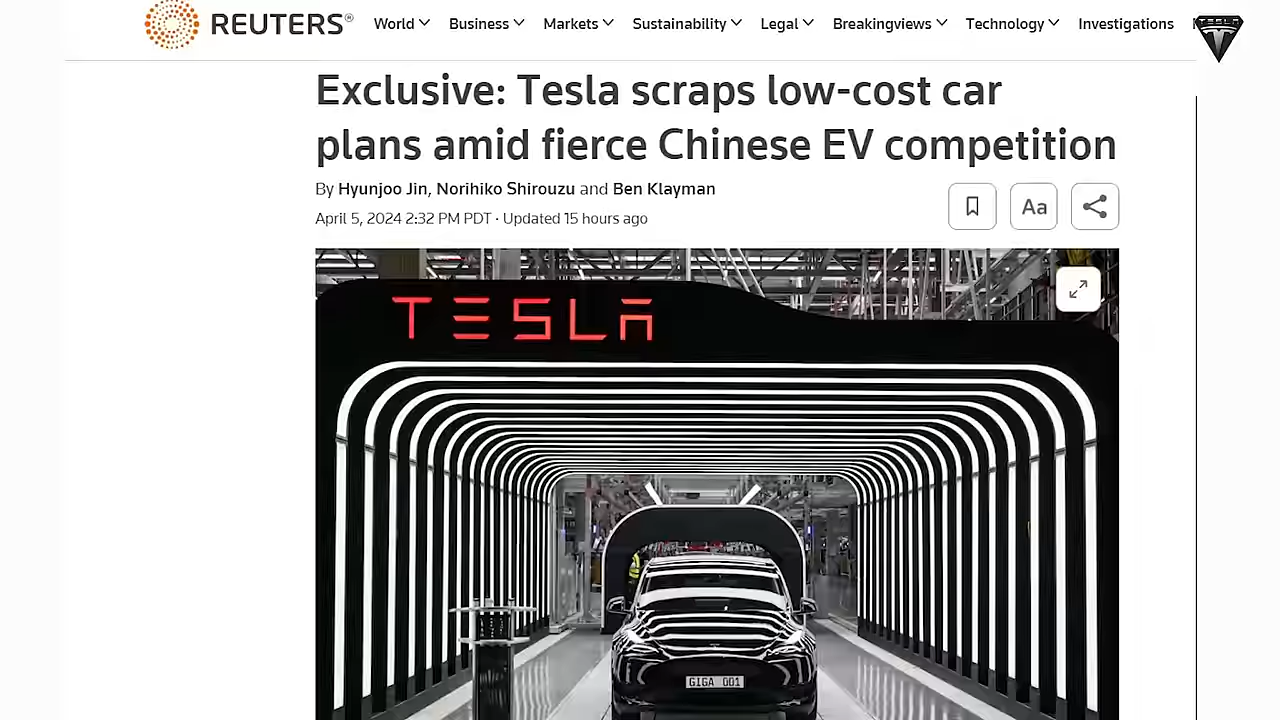 REUTERS®
World Business Markets Sustainability Legal Breakingviews Technology Investigations
TESLA
Exclusive: Tesla scraps low-cost car
plans amid fierce Chinese EV competition
By Hyunjoo Jin, Norihiko Shirouzu and Ben Klayman
April 5, 2024 2:32 PM PDT · Updated 15 hours ago
Aa
TESLA
GIGA 001